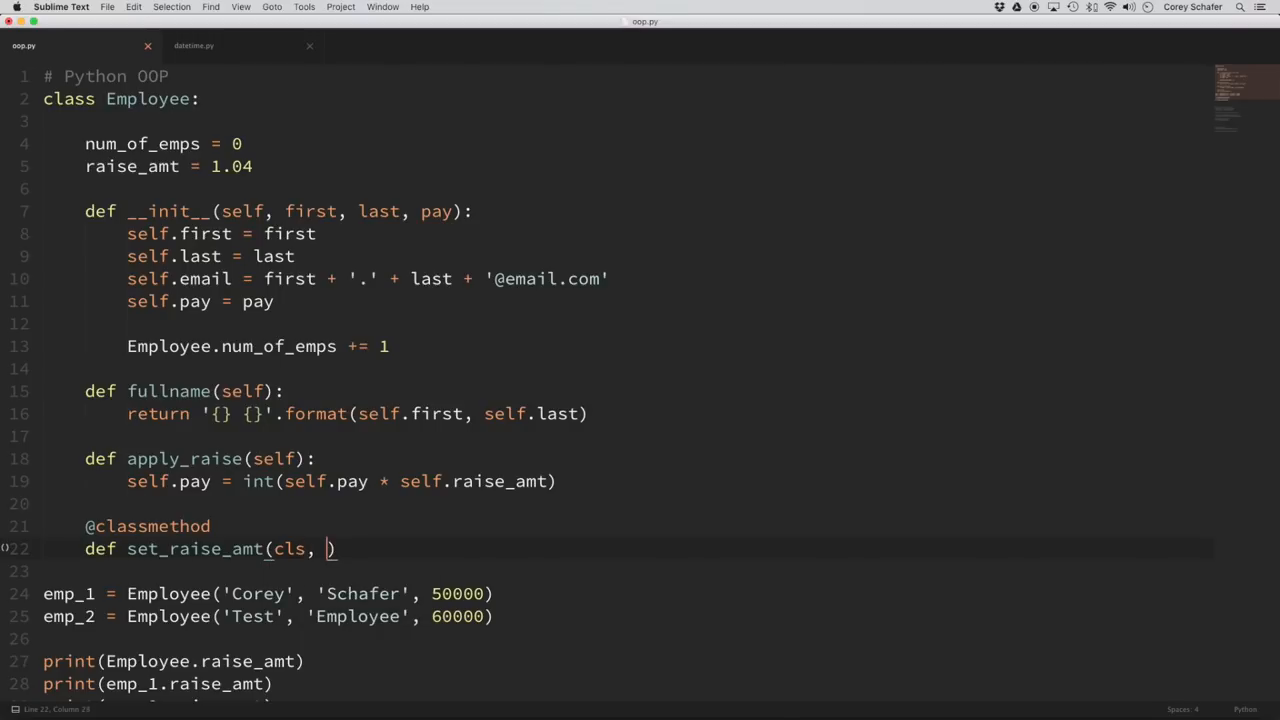 Sublime Text File Edit Selection Find View Goto Tools Project Window Help Corey Schafer
oop.py
oop.py datetime.py
1 # Python OOP
2 class Employee:
3
4 num_of_emps = 0
5 raise_amt = 1.04
6
7 def __init__(self, first, last, pay):
8 self.first = first
9 self.last = last
10 self.email = first + '.' + last + '@email.com'
11 self.pay = pay
12
13 Employee.num_of_emps += 1
14
15 def fullname(self):
16 return '{} {}'.format(self.first, self.last)
17
18 def apply_raise(self):
19 self.pay = int(self.pay * self.raise_amt)
20
21 @classmethod
22 def set_raise_amt(cls, )
23
24 emp_1 = Employee('Corey', 'Schafer', 50000)
25 emp_2 = Employee('Test', 'Employee', 60000)
26
27 print(Employee.raise_amt)
28 print(emp_1.raise_amt)
Line 22, Column 28 Spaces: 4 Python